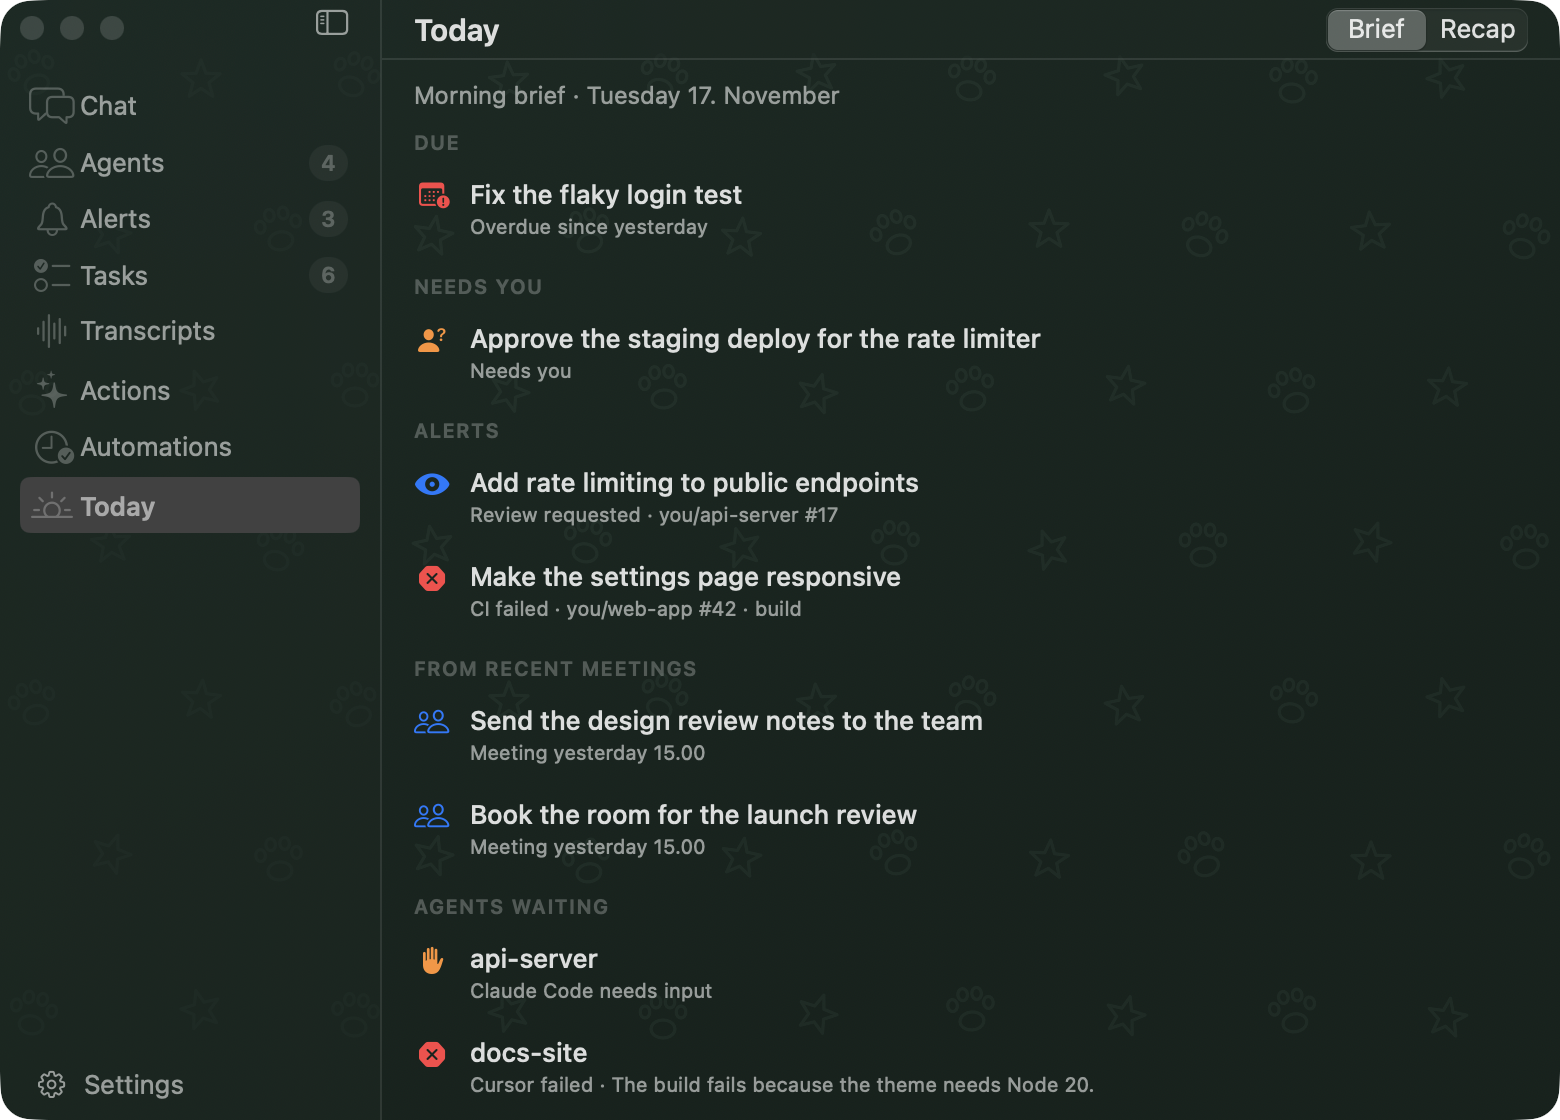 Chat
Agents 4
Alerts 3
Tasks 6
Transcripts
Actions
Automations
Today
Settings
Today
Brief Recap
Morning brief · Tuesday 17. November
DUE
Fix the flaky login test
Overdue since yesterday
NEEDS YOU
Approve the staging deploy for the rate limiter
Needs you
ALERTS
Add rate limiting to public endpoints
Review requested · you/api-server #17
Make the settings page responsive
CI failed · you/web-app #42 · build
FROM RECENT MEETINGS
Send the design review notes to the team
Meeting yesterday 15.00
Book the room for the launch review
Meeting yesterday 15.00
AGENTS WAITING
api-server
Claude Code needs input
docs-site
Cursor failed · The build fails because the theme needs Node 20.